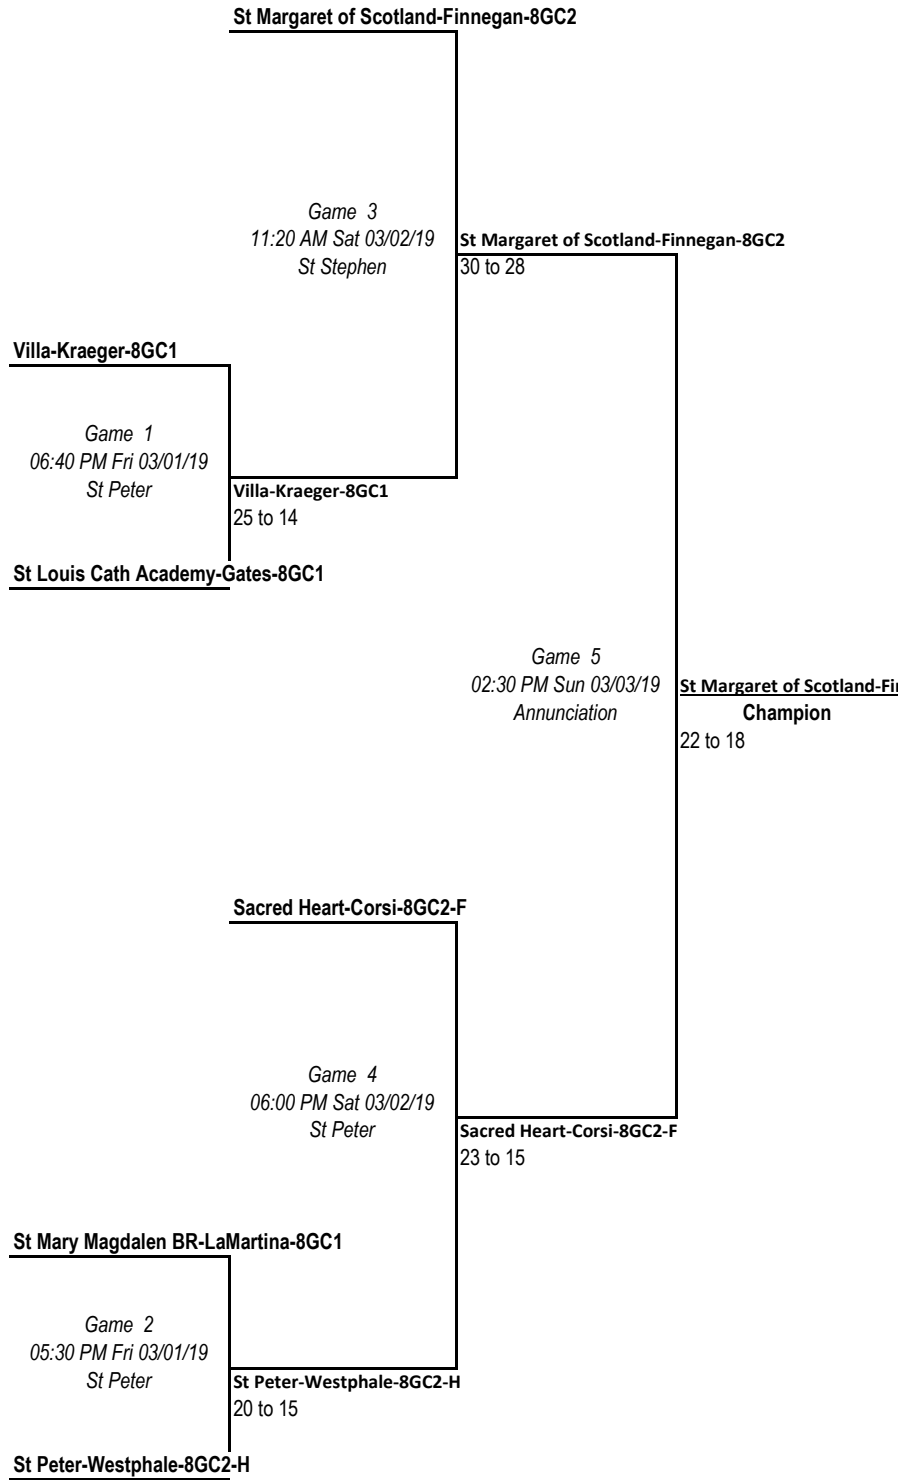 St Margaret of Scotland-Finnegan-8GC2
Game 3
11:20 AM Sat 03/02/19
St Stephen
St Margaret of Scotland-Finnegan-8GC2
30 to 28
Villa-Kraeger-8GC1
Game 1
06:40 PM Fri 03/01/19
St Peter
Villa-Kraeger-8GC1
25 to 14
St Louis Cath Academy-Gates-8GC1
Game 5
02:30 PM Sun 03/03/19
Annunciation
St Margaret of Scotland-Fin
Champion
22 to 18
Sacred Heart-Corsi-8GC2-F
Game 4
06:00 PM Sat 03/02/19
St Peter
Sacred Heart-Corsi-8GC2-F
23 to 15
St Mary Magdalen BR-LaMartina-8GC1
Game 2
05:30 PM Fri 03/01/19
St Peter
St Peter-Westphale-8GC2-H
20 to 15
St Peter-Westphale-8GC2-H